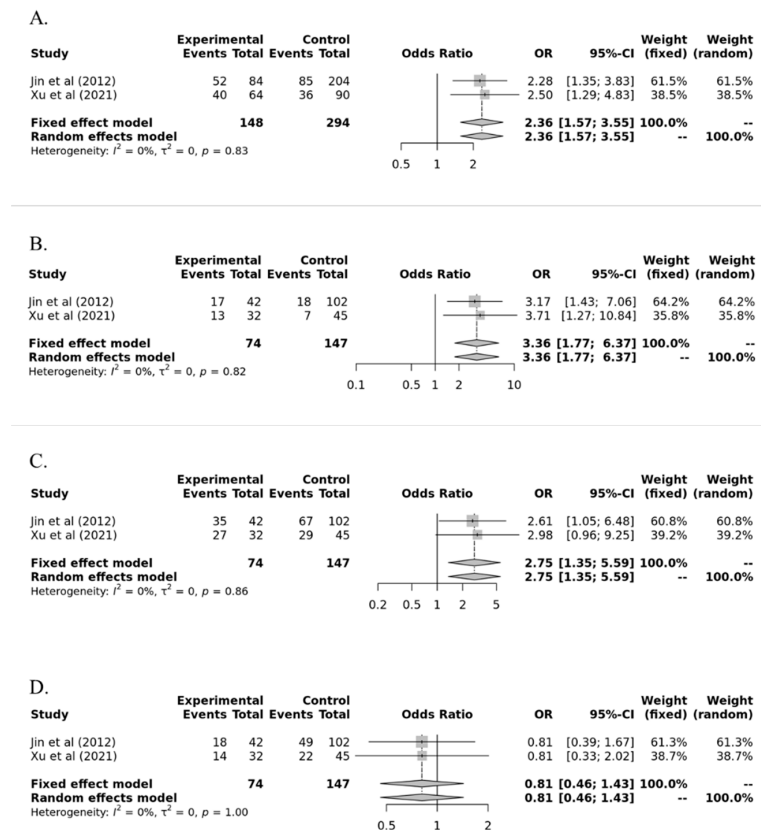 A.
Experimental Control Weight Weight
Study Events Total Events Total Odds Ratio OR 95%-CI (fixed) (random)
Jin et al (2012) 52 84 85 204 2.28 [1.35; 3.83] 61.5% 61.5%
Xu et al (2021) 40 64 36 90 2.50 [1.29; 4.83] 38.5% 38.5%
Fixed effect model 148 294 2.36 [1.57; 3.55] 100.0% --
Random effects model 2.36 [1.57; 3.55] -- 100.0%
Heterogeneity: I² = 0%, τ² = 0, p = 0.83
0.5 1 2
B.
Experimental Control Weight Weight
Study Events Total Events Total Odds Ratio OR 95%-CI (fixed) (random)
Jin et al (2012) 17 42 18 102 3.17 [1.43; 7.06] 64.2% 64.2%
Xu et al (2021) 13 32 7 45 3.71 [1.27; 10.84] 35.8% 35.8%
Fixed effect model 74 147 3.36 [1.77; 6.37] 100.0% --
Random effects model 3.36 [1.77; 6.37] -- 100.0%
Heterogeneity: I² = 0%, τ² = 0, p = 0.82
0.1 0.5 1 2 10
C.
Experimental Control Weight Weight
Study Events Total Events Total Odds Ratio OR 95%-CI (fixed) (random)
Jin et al (2012) 35 42 67 102 2.61 [1.05; 6.48] 60.8% 60.8%
Xu et al (2021) 27 32 29 45 2.98 [0.96; 9.25] 39.2% 39.2%
Fixed effect model 74 147 2.75 [1.35; 5.59] 100.0% --
Random effects model 2.75 [1.35; 5.59] -- 100.0%
Heterogeneity: I² = 0%, τ² = 0, p = 0.86
0.2 0.5 1 2 5
D.
Experimental Control Weight Weight
Study Events Total Events Total Odds Ratio OR 95%-CI (fixed) (random)
Jin et al (2012) 18 42 49 102 0.81 [0.39; 1.67] 61.3% 61.3%
Xu et al (2021) 14 32 22 45 0.81 [0.33; 2.02] 38.7% 38.7%
Fixed effect model 74 147 0.81 [0.46; 1.43] 100.0% --
Random effects model 0.81 [0.46; 1.43] -- 100.0%
Heterogeneity: I² = 0%, τ² = 0, p = 1.00
0.5 1 2